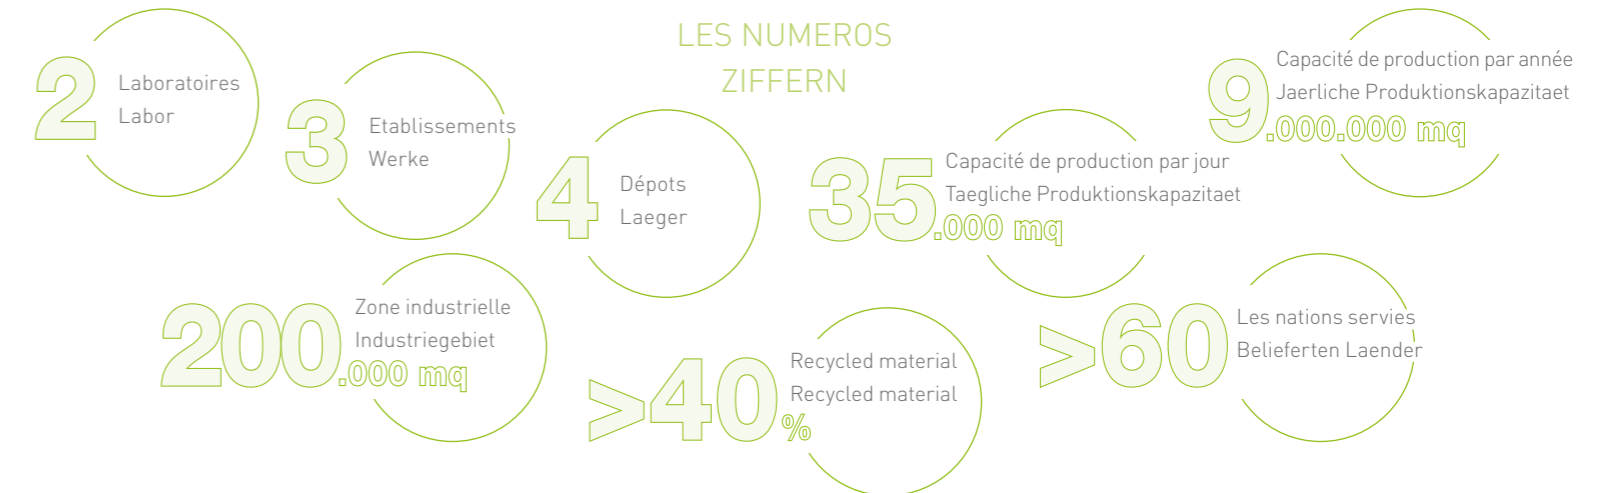 LES NUMEROS
ZIFFERN
2
Laboratoires
Labor
3
Etablissements
Werke
4
Dépots
Laeger
35.000 mq
Capacité de production par jour
Taegliche Produktionskapazitaet
9.000.000 mq
Capacité de production par année
Jaerliche Produktionskapazitaet
200.000 mq
Zone industrielle
Industriegebiet
>40%
Recycled material
Recycled material
>60
Les nations servies
Belieferten Laender